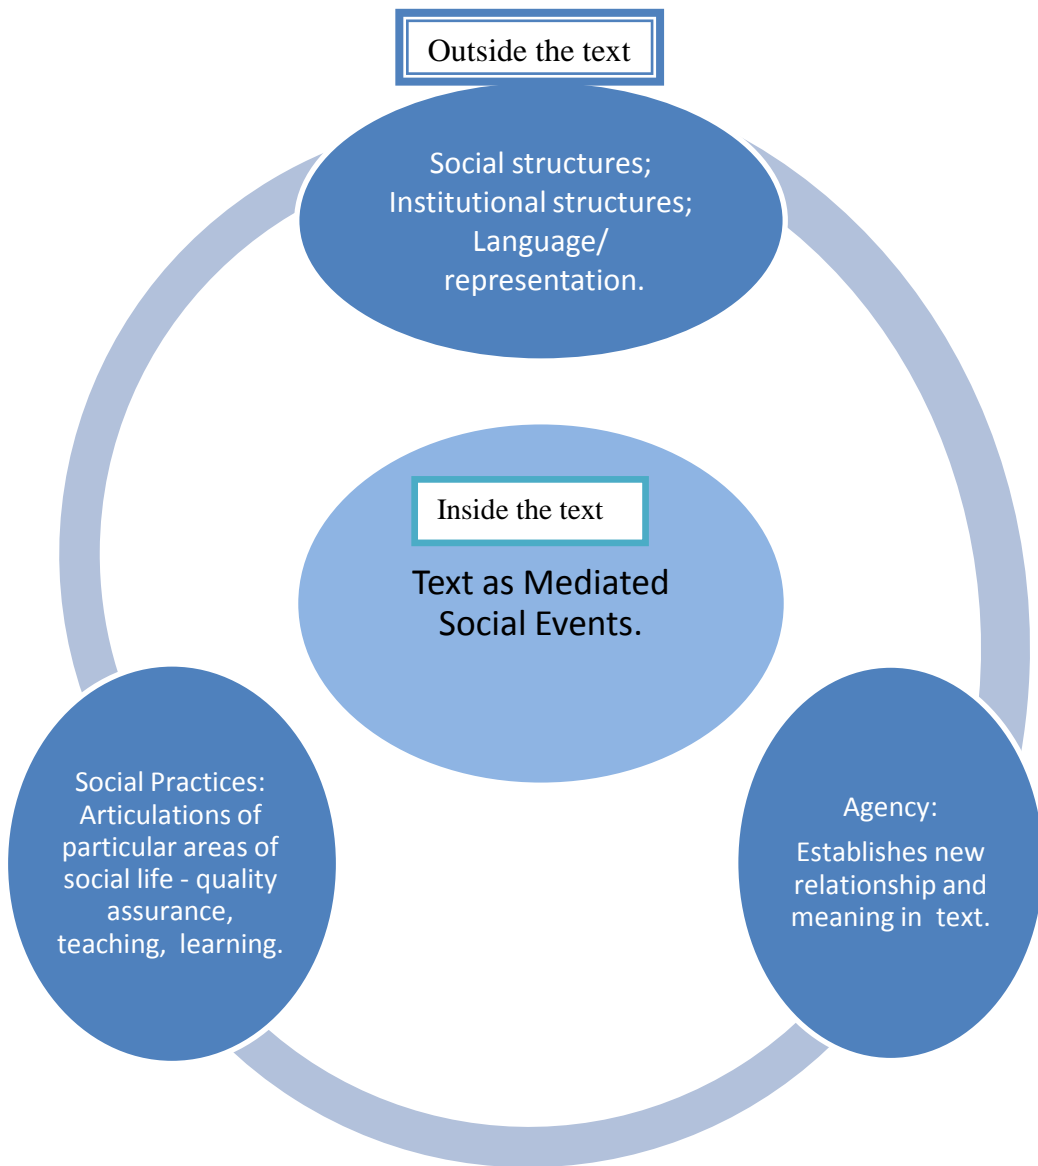 Outside the text
Social structures;
Institutional structures;
Language/
representation.
Inside the text
Text as Mediated
Social Events.
Social Practices:
Articulations of
particular areas of
social life - quality
assurance,
teaching, learning.
Agency:
Establishes new
relationship and
meaning in text.